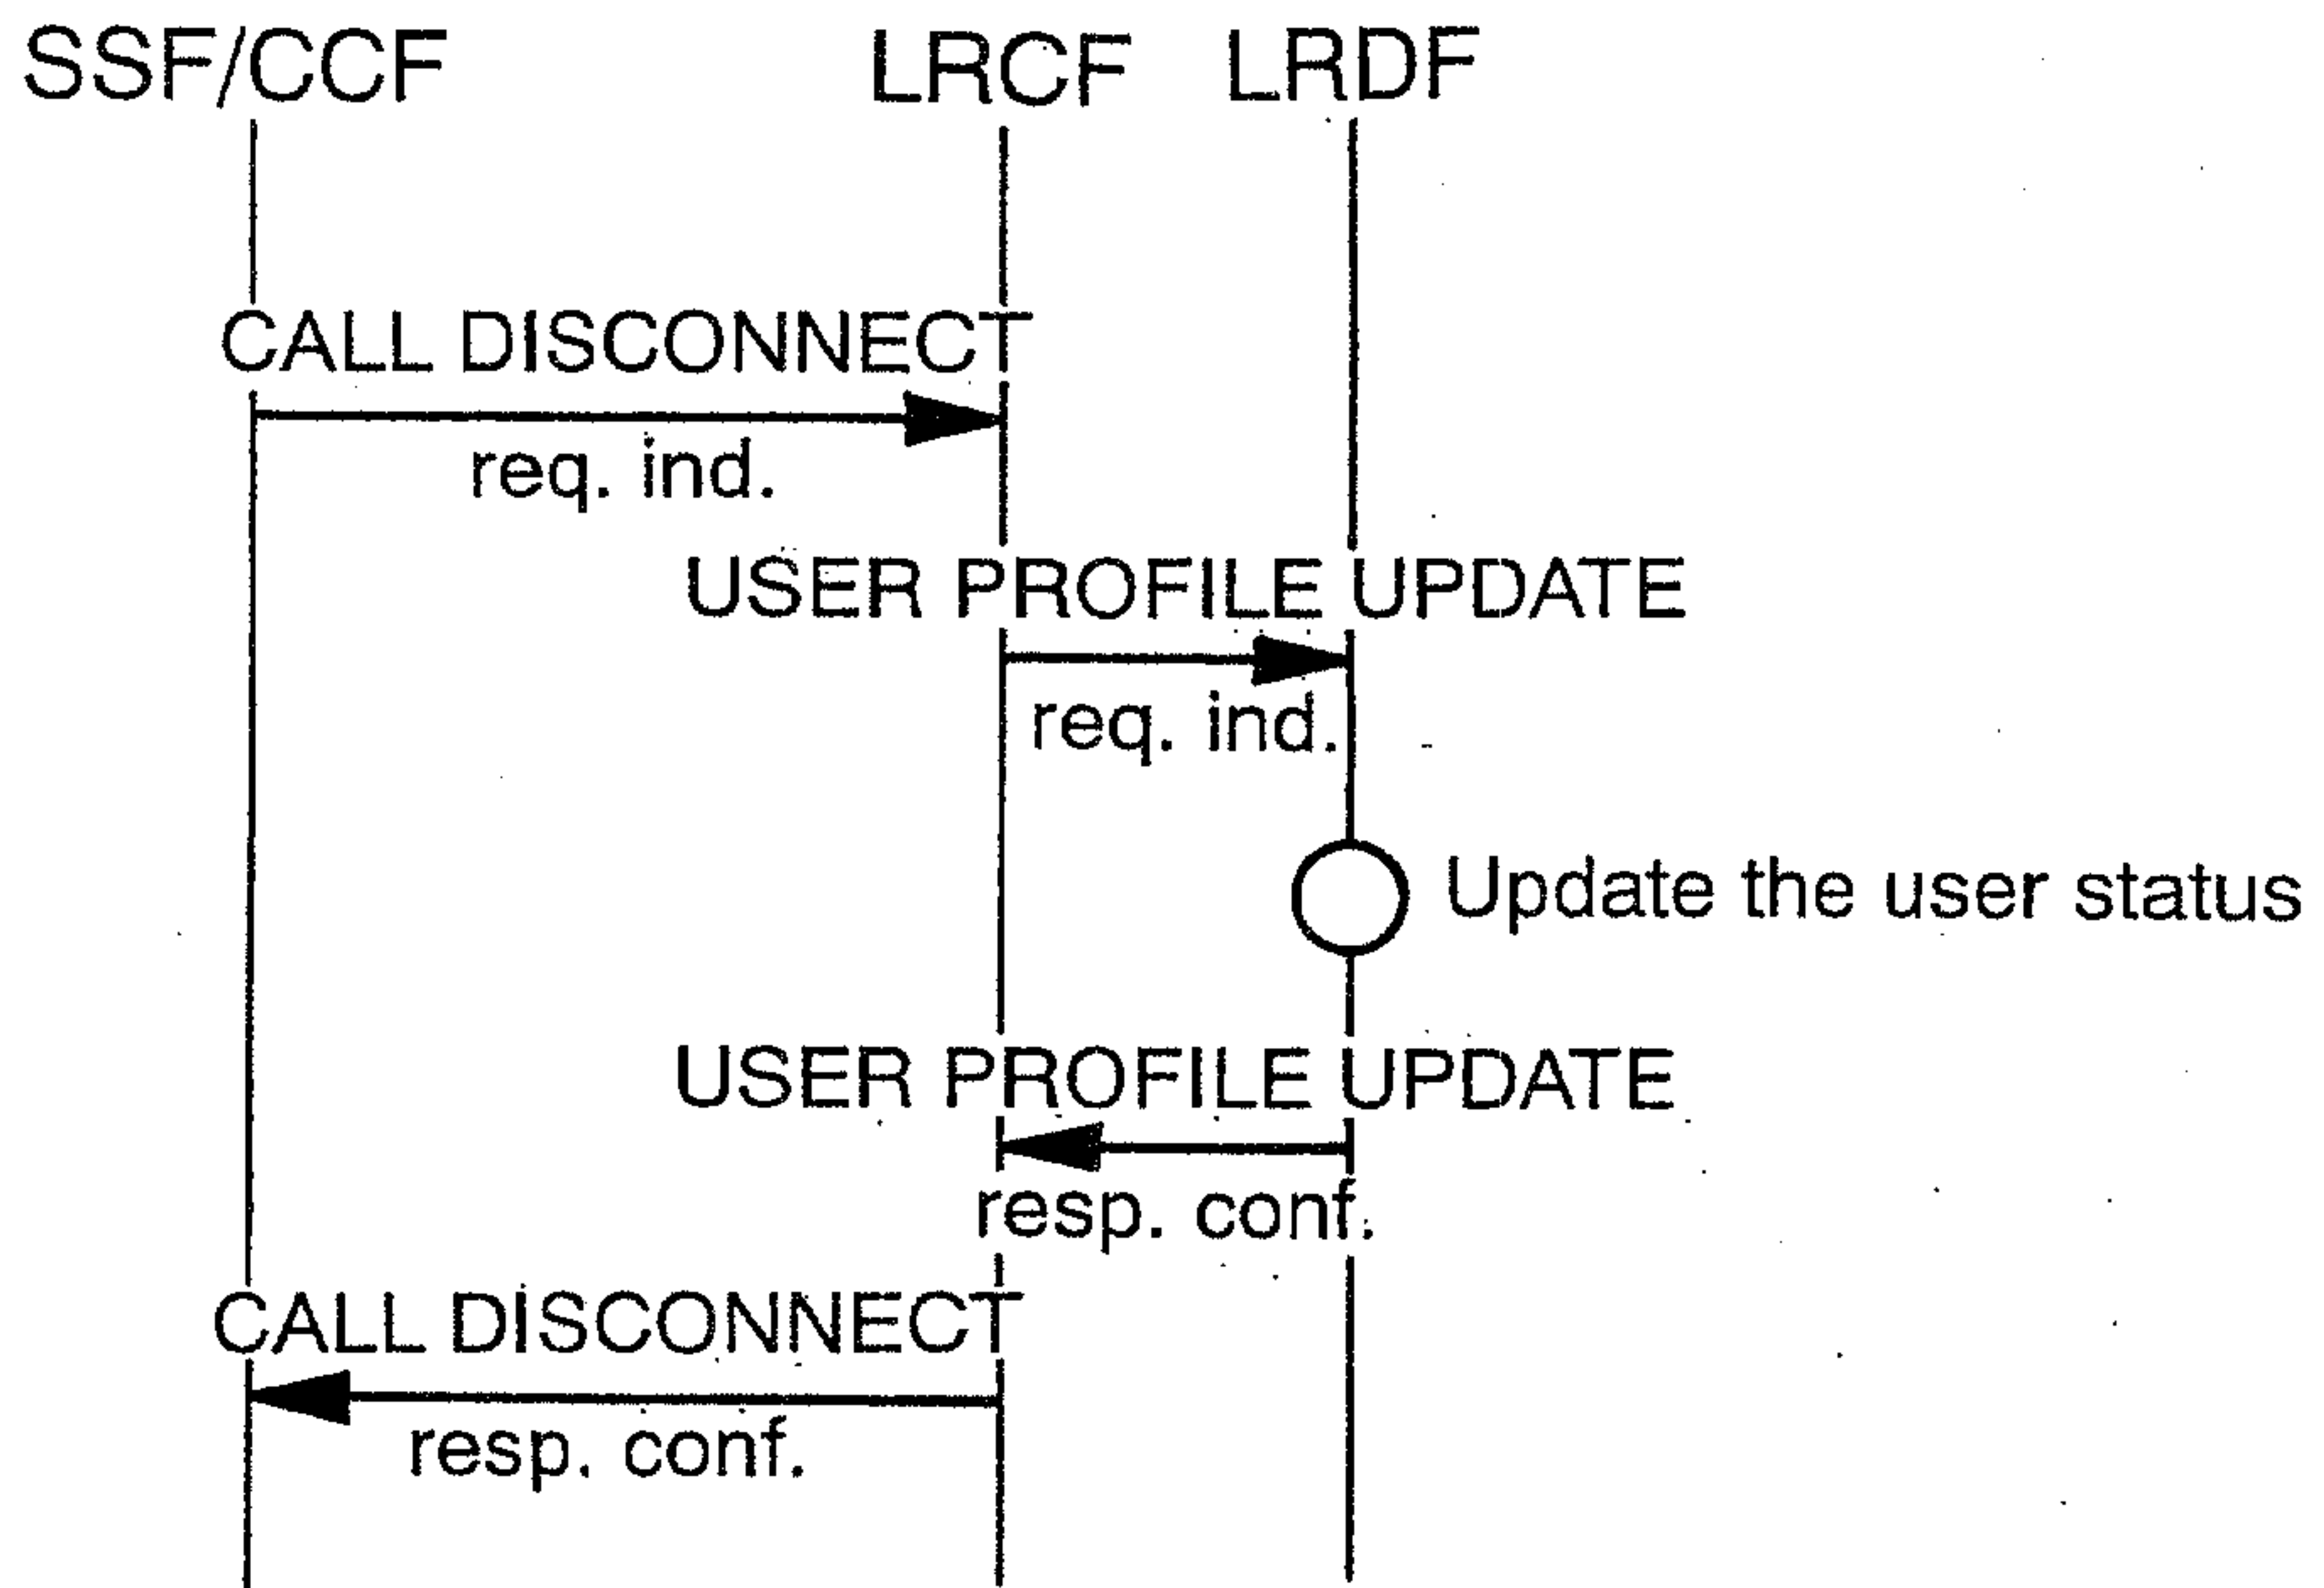 SSF/CCF LRCF LRDF
CALL DISCONNECT
req. ind.
USER PROFILE UPDATE
req. ind.
Update the user status
USER PROFILE UPDATE
resp. conf.
CALL DISCONNECT
resp. conf.